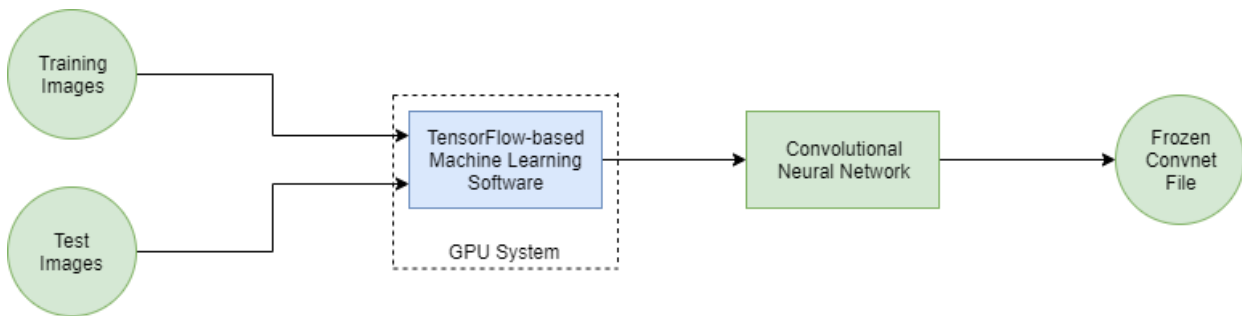 Training
Images
Test
Images
TensorFlow-based
Machine Learning
Software
GPU System
Convolutional
Neural Network
Frozen
Convnet
File